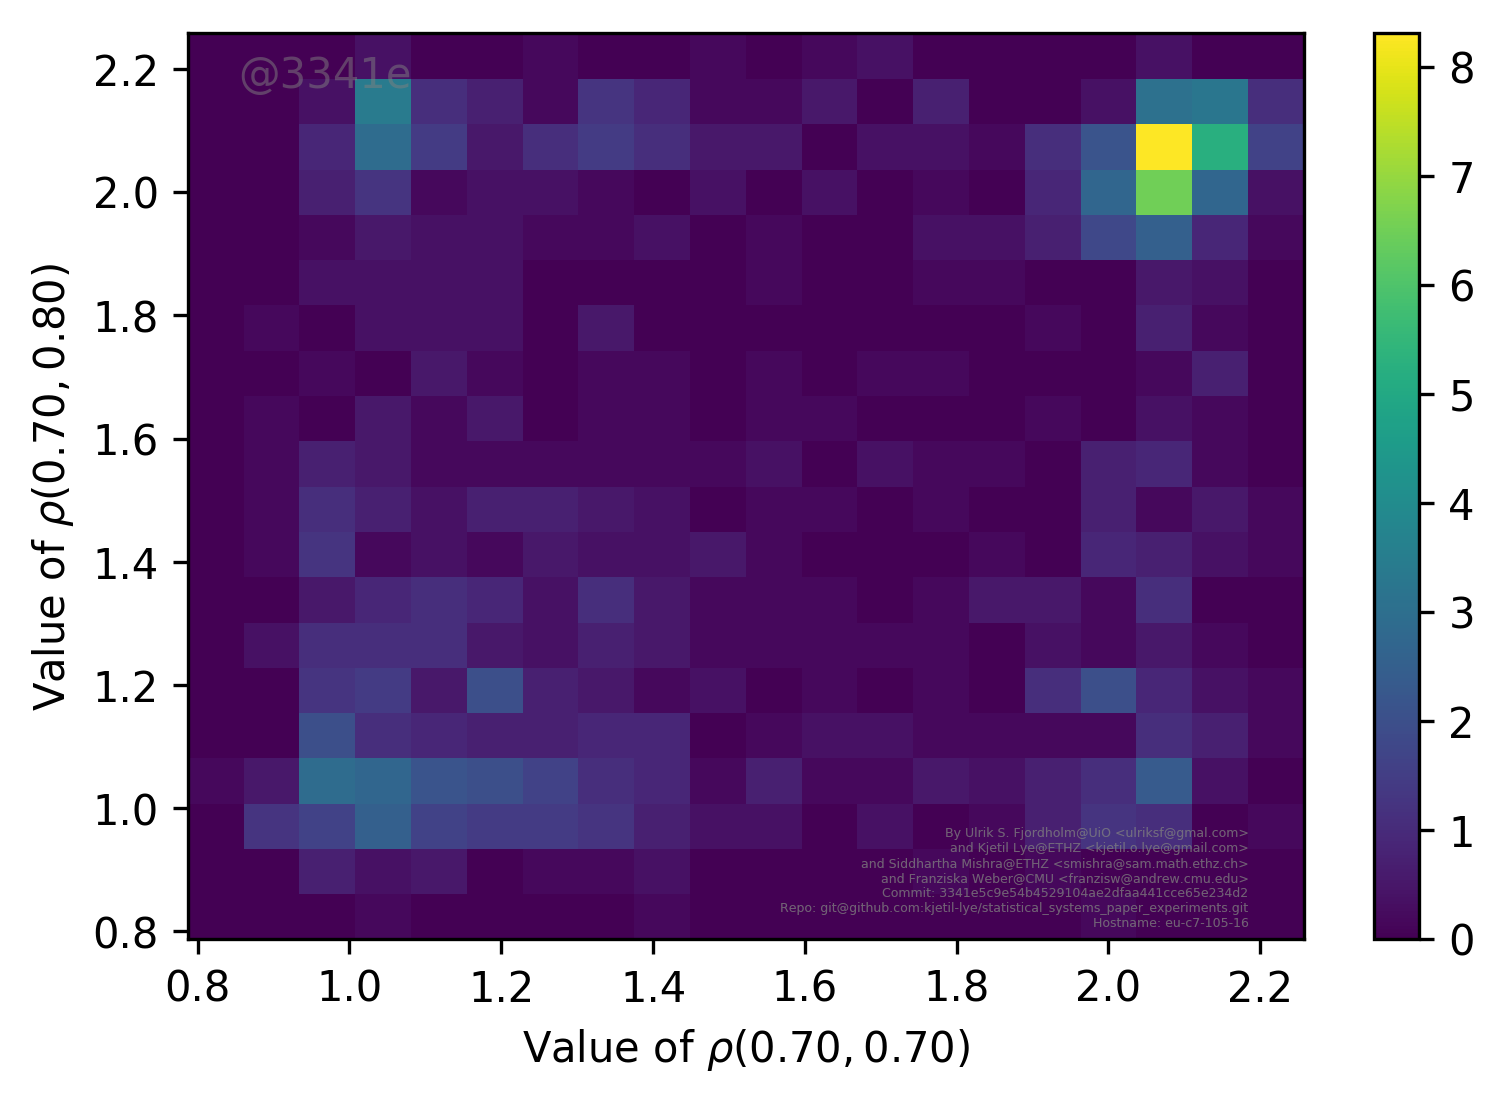 @3341e
2.2
2.0
1.8
1.6
1.4
1.2
1.0
0.8
Value of ρ(0.70, 0.80)
0.8 1.0 1.2 1.4 1.6 1.8 2.0 2.2
Value of ρ(0.70, 0.70)
8
7
6
5
4
3
2
1
0
By Ulrik S. Fjordholm@UiO <ulriksf@gmal.com>
and Kjetil Lye@ETHZ <kjetil.o.lye@gmail.com>
and Siddhartha Mishra@ETHZ <smishra@sam.math.ethz.ch>
and Franziska Weber@CMU <franzisw@andrew.cmu.edu>
Commit: 3341e5c9e54b4529104ae2dfaa441cce65e234d2
Repo: git@github.com:kjetil-lye/statistical_systems_paper_experiments.git
Hostname: eu-c7-105-16